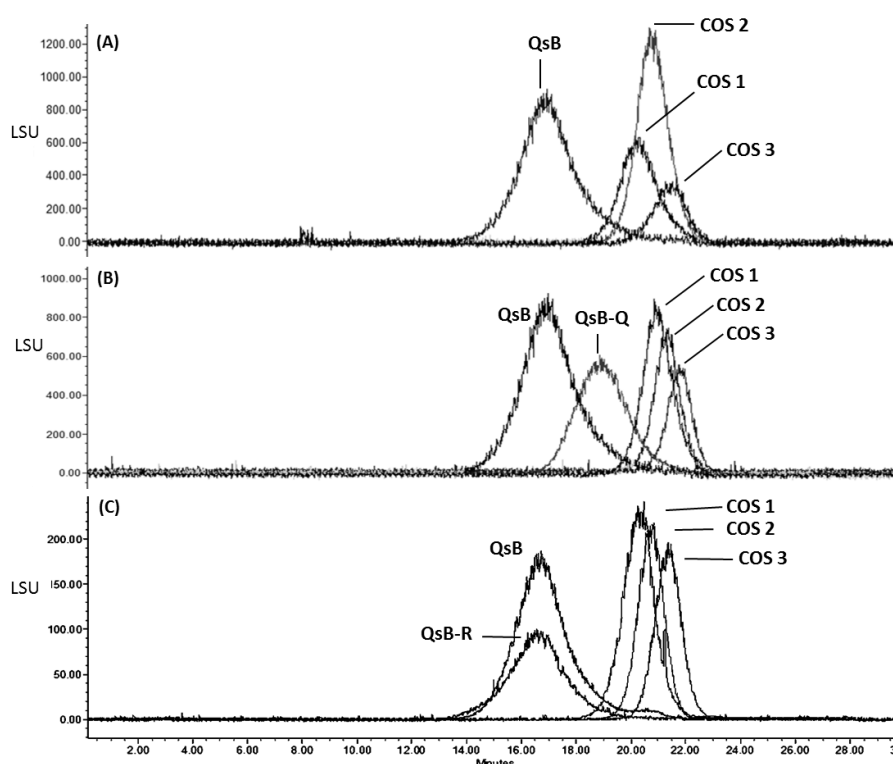 (A)
QsB
COS 2
COS 1
COS 3
LSU
1200.00
1000.00
800.00
600.00
400.00
200.00
0.00
(B)
QsB
QsB-Q
COS 1
COS 2
COS 3
LSU
1000.00
800.00
600.00
400.00
200.00
0.00
(C)
QsB
QsB-R
COS 1
COS 2
COS 3
LSU
200.00
150.00
100.00
50.00
0.00
2.00 4.00 6.00 8.00 10.00 12.00 14.00 16.00 18.00 20.00 22.00 24.00 26.00 28.00
Minutes